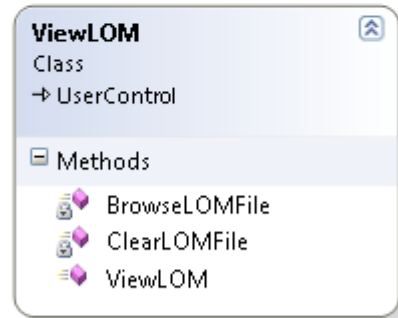 ViewLOM
Class
UserControl
Methods
BrowseLOMFile
ClearLOMFile
ViewLOM